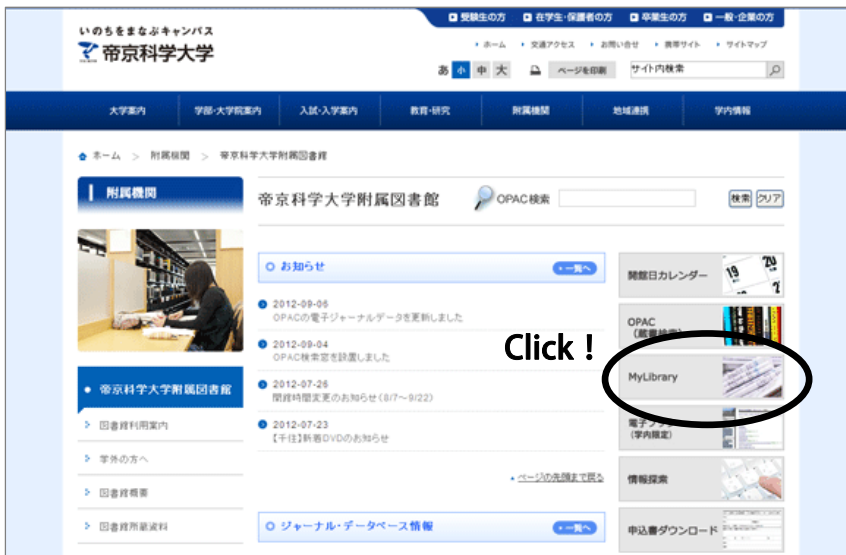 受験生の方 在学生・保護者の方 卒業生の方 一般・企業の方
いのちをまなぶキャンパス
帝京科学大学
ホーム 交通アクセス お問い合せ 携帯サイト サイトマップ
あ 小 中 大 ページを印刷 サイト内検索
大学案内 学部・大学院案内 入試・入学案内 教育・研究 附属機関 地域連携 学内情報
ホーム > 附属機関 > 帝京科学大学附属図書館
附属機関
帝京科学大学附属図書館 OPAC検索 検索 クリア
お知らせ 一覧へ
2012-09-06
OPACの電子ジャーナルデータを更新しました
2012-09-04
OPAC検索窓を設置しました
2012-07-26
開館時間変更のお知らせ(8/7～9/22)
2012-07-23
【千住】新着DVDのお知らせ
ページの先頭まで戻る
ジャーナル・データベース情報 一覧へ
帝京科学大学附属図書館
図書館利用案内
学外の方へ
図書館概要
図書館所蔵資料
Click !
開館日カレンダー
19 20
OPAC
(蔵書検索)
MyLibrary
(学内限定)
情報探索
申込書ダウンロード